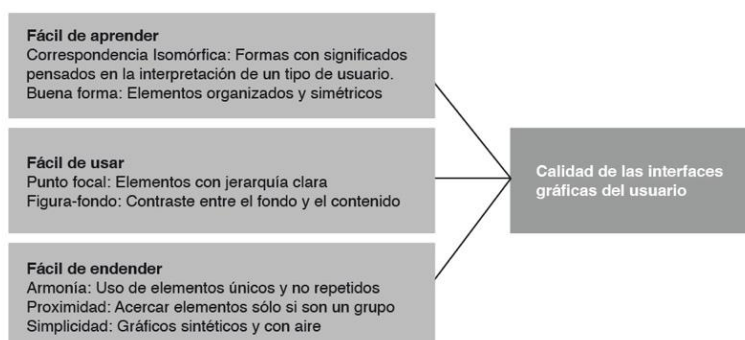 Fácil de aprender
Correspondencia Isomórfica: Formas con significados
pensados en la interpretación de un tipo de usuario.
Buena forma: Elementos organizados y simétricos
Fácil de usar
Punto focal: Elementos con jerarquía clara
Figura-fondo: Contraste entre el fondo y el contenido
Calidad de las interfaces
gráficas del usuario
Fácil de endender
Armonía: Uso de elementos únicos y no repetidos
Proximidad: Acercar elementos sólo si son un grupo
Simplicidad: Gráficos sintéticos y con aire